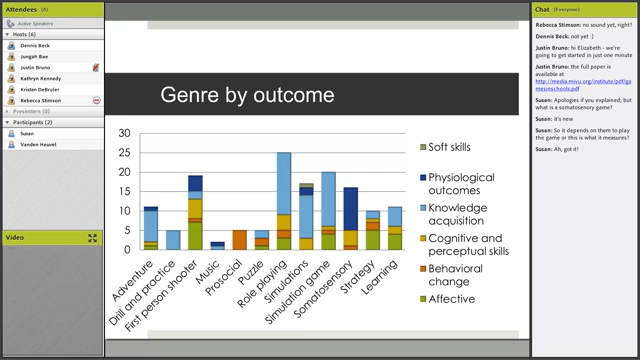 Attendees (8)
Active Speakers
Hosts (6)
Dennis Beck
Jungah Bae
Justin Bruno
Kathryn Kennedy
Kristen DeBruler
Rebecca Stimson
Presenters (0)
Participants (2)
Susan
Vanden Heuvel
Video
Genre by outcome
30
25
20
15
10
5
0
Adventure
Drill and practice
First person shooter
Music
Prosocial
Puzzle
Role playing
Simulations
Simulation game
Somatosensory
Strategy
Learning
Soft skills
Physiological
outcomes
Knowledge
acquisition
Cognitive and
perceptual skills
Behavioral
change
Affective
Chat (Everyone)
Rebecca Stimson: no sound yet, right?
Dennis Beck: not yet :)
Justin Bruno: hi Elizabeth - we're
going to get started in just one minute
Justin Bruno: the full paper is
available at
http://media.mivu.org/institute/pdf/ga
mesinschools.pdf
Susan: Apologies if you explained, but
what is a somatosenory game?
Susan: it's new
Susan: So it depends on them to play
the game or this is what it measures?
Susan: Ah, got it!